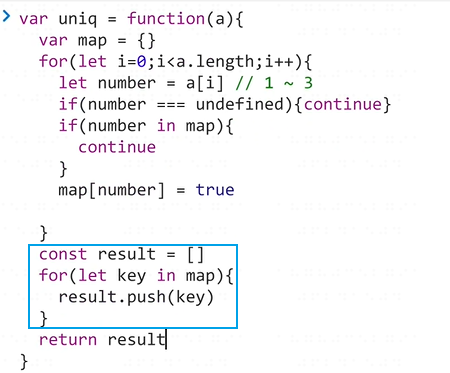 var uniq = function(a){
  var map = {}
  for(let i=0;i<a.length;i++){
    let number = a[i] // 1 ~ 3
    if(number === undefined){continue}
    if(number in map){
      continue
    }
    map[number] = true
  }
  const result = []
  for(let key in map){
    result.push(key)
  }
  return result
}